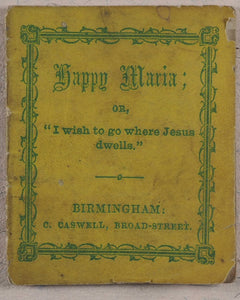 Happy Maria;
OR,
"I wish to go where Jesus
dwells."
BIRMINGHAM:
C. CASWELL, BROAD-STREET.